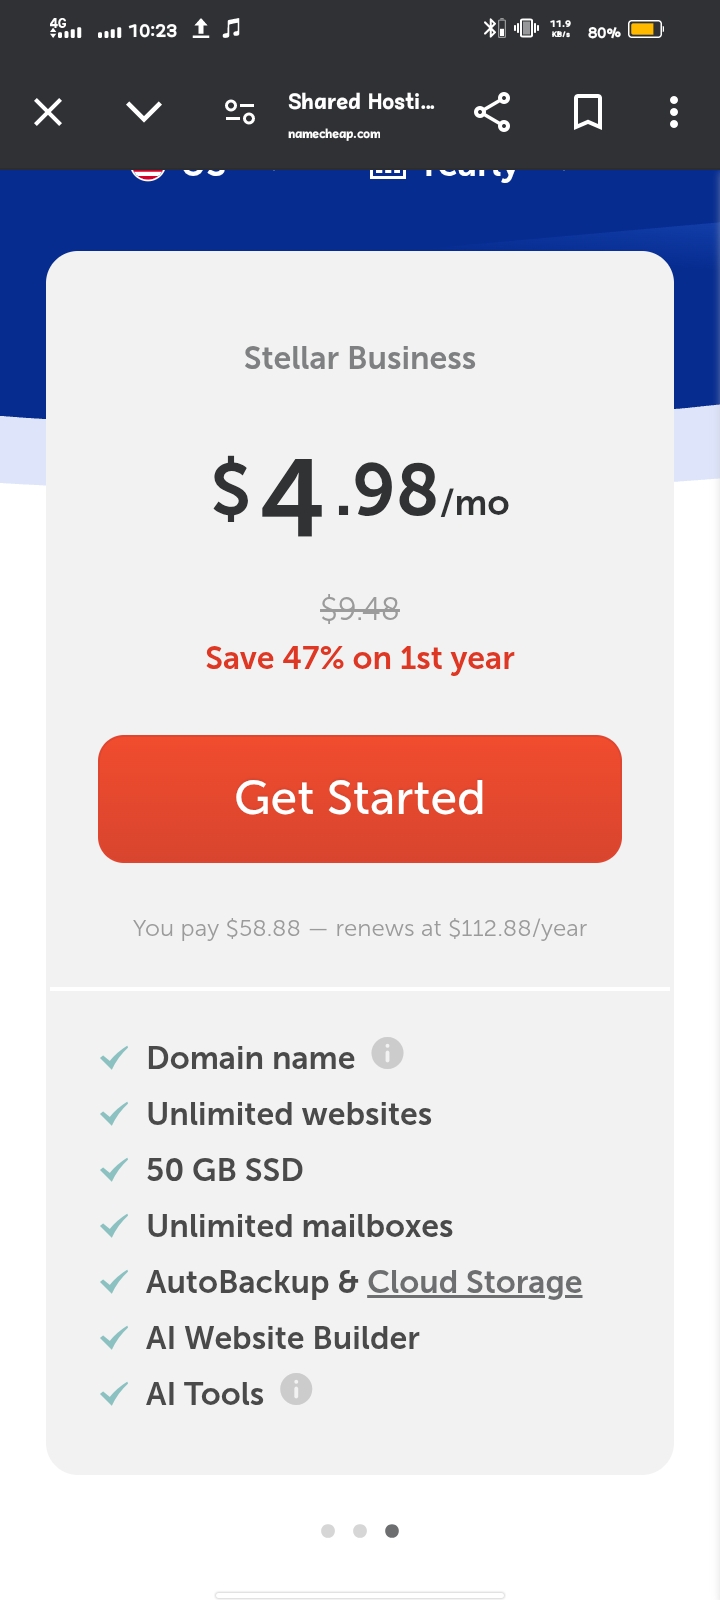 4G 10:23 11.9 KB/s 80%
Shared Hosti...
namecheap.com
US Yearly
Stellar Business
$4.98/mo
$9.48
Save 47% on 1st year
Get Started
You pay $58.88 — renews at $112.88/year
Domain name
Unlimited websites
50 GB SSD
Unlimited mailboxes
AutoBackup & Cloud Storage
AI Website Builder
AI Tools